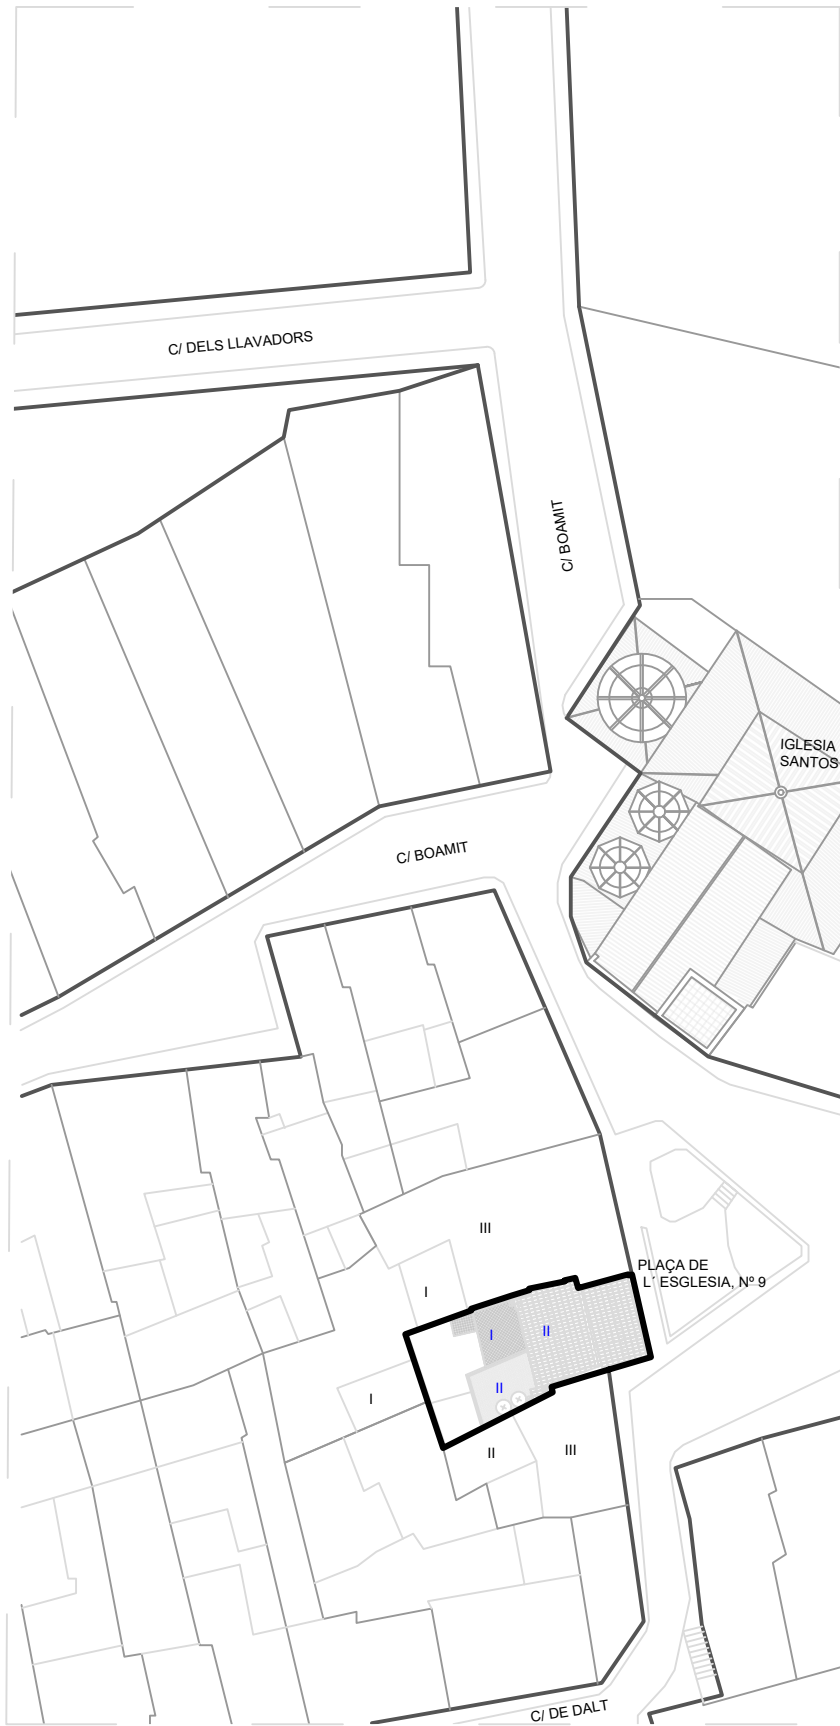 C/ DELS LLAVADORS
C/ BOAMIT
IGLESIA
SANTOS
C/ BOAMIT
III
PLAÇA DE
L´ ESGLESIA, Nº 9
I
I
II
II
I
II
III
C/ DE DALT